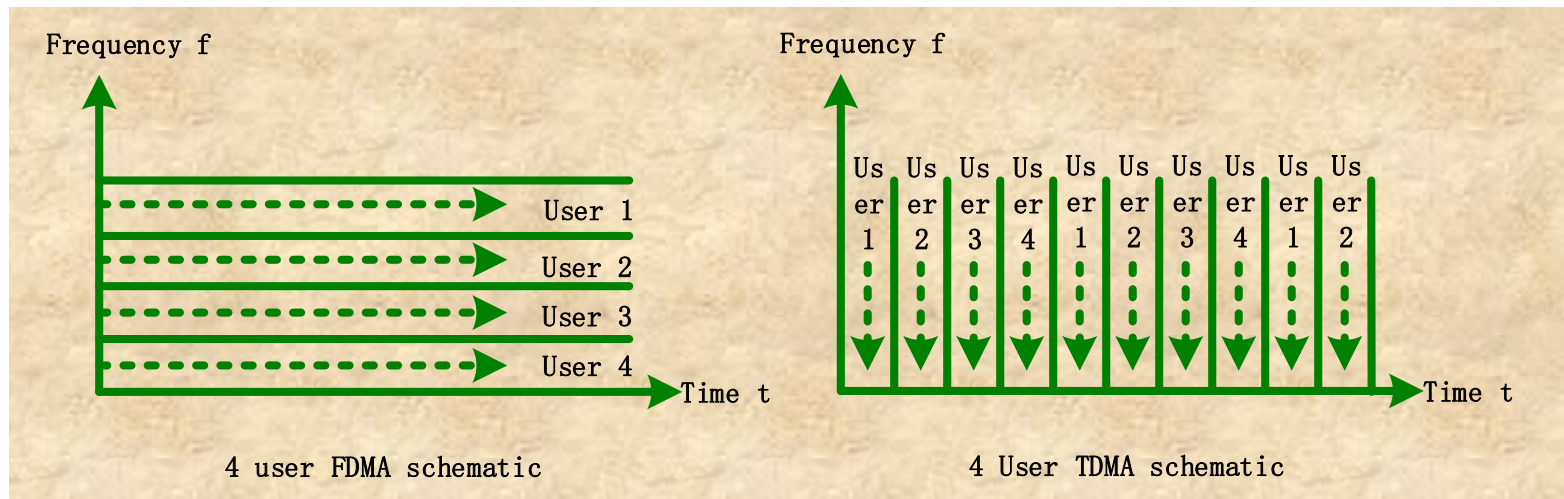 Frequency f
User 1
User 2
User 3
User 4
Time t
4 user FDMA schematic
Frequency f
Us Us Us Us Us Us Us Us Us Us
er er er er er er er er er er
1 2 3 4 1 2 3 4 1 2
Time t
4 User TDMA schematic